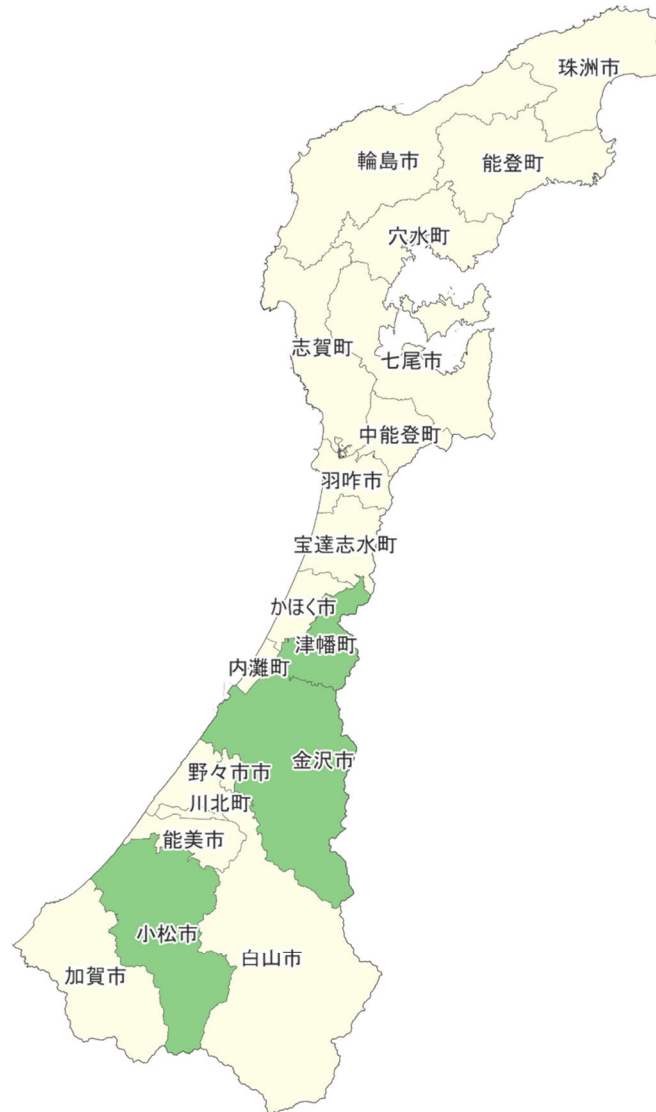 珠洲市
輪島市
能登町
穴水町
志賀町
七尾市
中能登町
羽咋市
宝達志水町
かほく市
津幡町
内灘町
金沢市
野々市市
川北町
能美市
小松市
白山市
加賀市